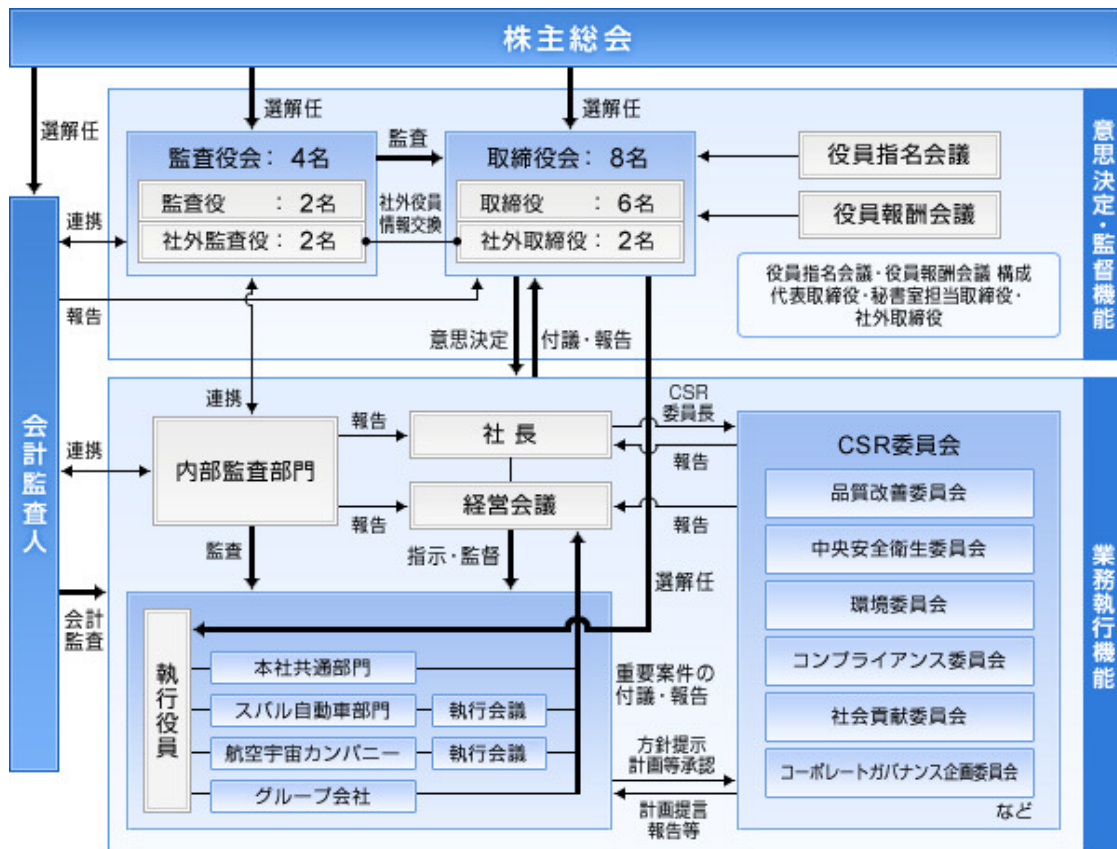 株主総会
選解任
選解任
選解任
意思決定・監督機能
監査役会：4名
監査
取締役会：8名
役員指名会議
監査役　　：2名
社外役員
情報交換
取締役　　：6名
役員報酬会議
連携
社外監査役：2名
社外取締役：2名
役員指名会議・役員報酬会議 構成
代表取締役・秘書室担当取締役・
社外取締役
報告
意思決定
付議・報告
会計監査人
連携
CSR
委員長
業務執行機能
連携
内部監査部門
報告
社長
報告
CSR委員会
報告
経営会議
報告
品質改善委員会
監査
指示・監督
選解任
中央安全衛生委員会
会計
監査
執行役員
環境委員会
本社共通部門
重要案件の
付議・報告
コンプライアンス委員会
スバル自動車部門
執行会議
社会貢献委員会
航空宇宙カンパニー
執行会議
方針提示
計画等承認
コーポレートガバナンス企画委員会
グループ会社
計画提言
報告等
など